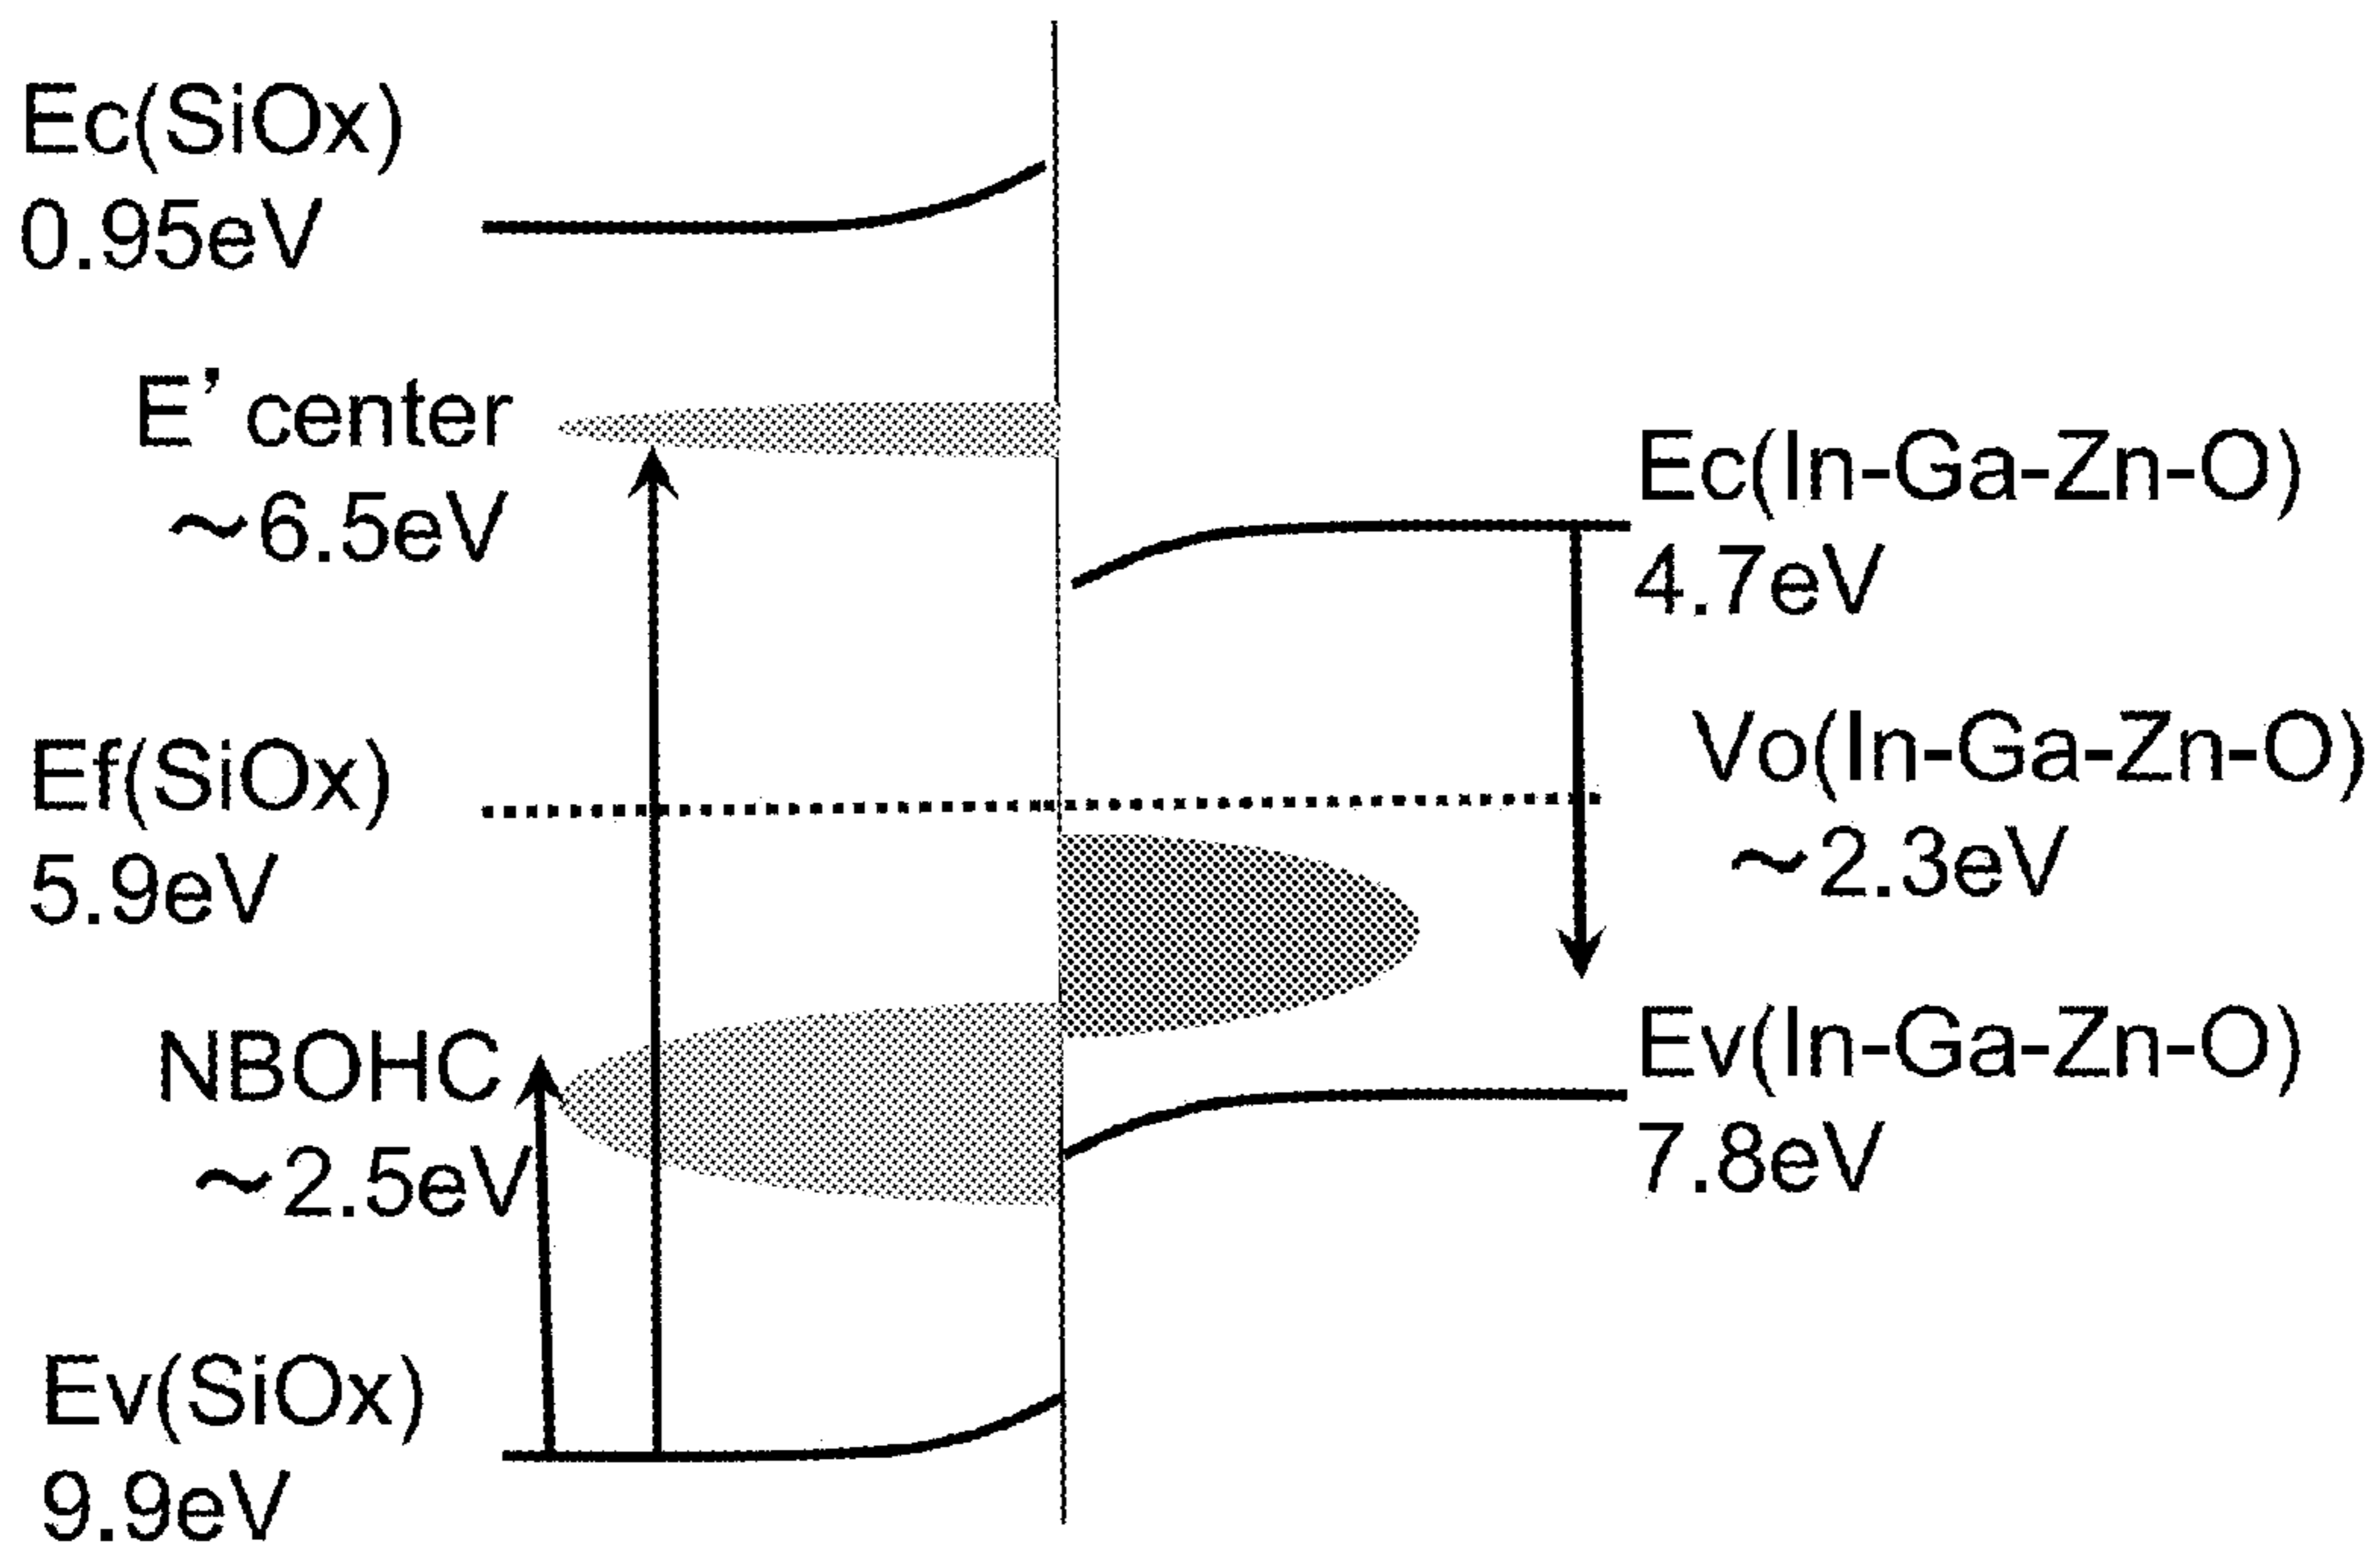 Ec(SiOx)
0.95eV
E’ center
～6.5eV
Ec(In-Ga-Zn-O)
4.7eV
Ef(SiOx)
5.9eV
Vo(In-Ga-Zn-O)
～2.3eV
NBOHC
～2.5eV
Ev(In-Ga-Zn-O)
7.8eV
Ev(SiOx)
9.9eV